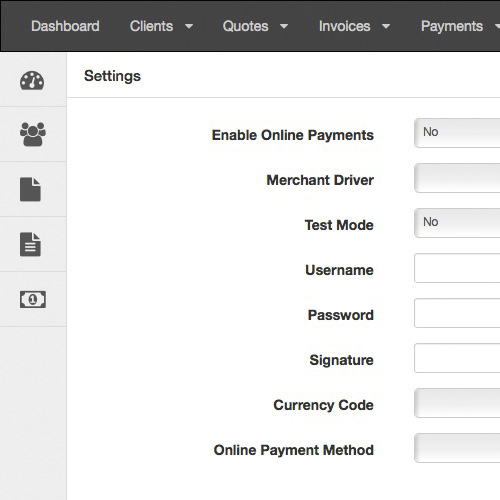 Dashboard Clients Quotes Invoices Payments
Settings
Enable Online Payments No
Merchant Driver
Test Mode No
Username
Password
Signature
Currency Code
Online Payment Method
1